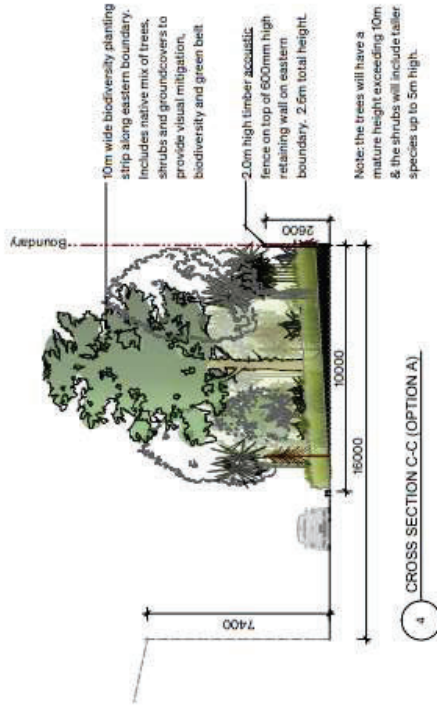 10m wide biodiversity planting
strip along eastern boundary.
Includes native mix of trees,
shrubs and groundcovers to
provide visual mitigation,
biodiversity and green belt
2.0m high timber acoustic
fence on top of 600mm high
retaining wall on eastern
boundary. 2.6m total height.
Note: the trees will have a
mature height exceeding 10m
& the shrubs will include taller
species up to 5m high.
Boundary
2600
10000
16000
7400
4
CROSS SECTION C-C (OPTION A)